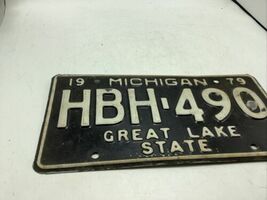 19 MICHIGAN 79
HBH·490
GREAT LAKE
STATE